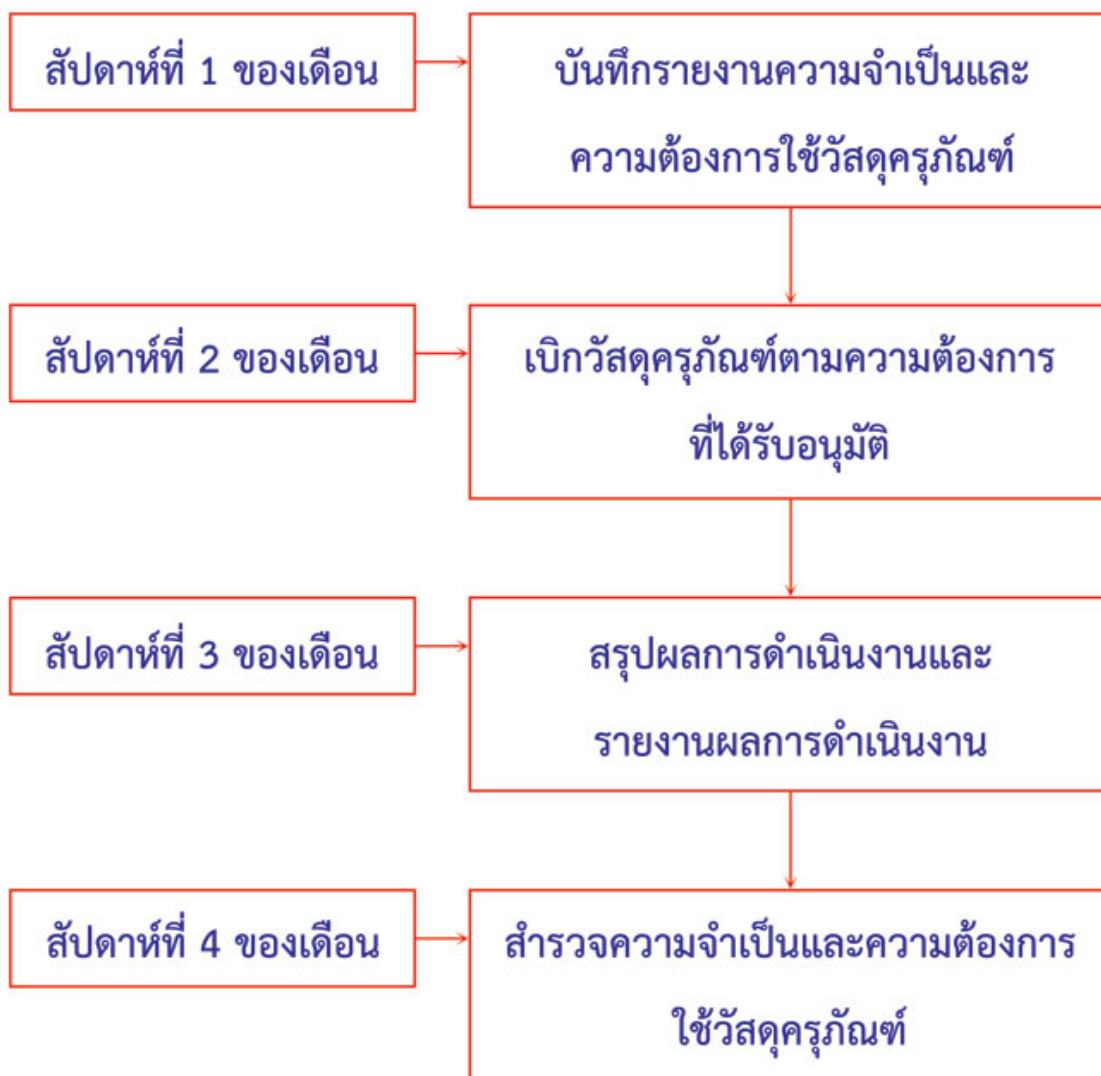 สัปดาห์ที่ 1 ของเดือน
บันทึกรายงานความจำเป็นและ
ความต้องการใช้วัสดุครุภัณฑ์
สัปดาห์ที่ 2 ของเดือน
เบิกวัสดุครุภัณฑ์ตามความต้องการ
ที่ได้รับอนุมัติ
สัปดาห์ที่ 3 ของเดือน
สรุปผลการดำเนินงานและ
รายงานผลการดำเนินงาน
สัปดาห์ที่ 4 ของเดือน
สำรวจความจำเป็นและความต้องการ
ใช้วัสดุครุภัณฑ์